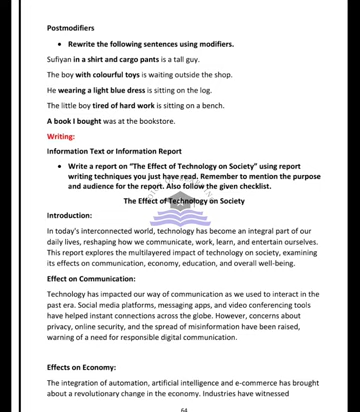 Postmodifiers
• Rewrite the following sentences using modifiers.
Sufiyan in a shirt and cargo pants is a tall guy.
The boy with colourful toys is waiting outside the shop.
He wearing a light blue dress is sitting on the log.
The little boy tired of hard work is sitting on a bench.
A book I bought was at the bookstore.
Writing:
Information Text or Information Report
• Write a report on “The Effect of Technology on Society” using report
writing techniques you just have read. Remember to mention the purpose
and audience for the report. Also follow the given checklist.
The Effect of Technology on Society
Introduction:
In today's interconnected world, technology has become an integral part of our
daily lives, reshaping how we communicate, work, learn, and entertain ourselves.
This report explores the multilayered impact of technology on society, examining
its effects on communication, economy, education, and overall well-being.
Effect on Communication:
Technology has impacted our way of communication as we used to interact in the
past era. Social media platforms, messaging apps, and video conferencing tools
have helped instant connections across the globe. However, concerns about
privacy, online security, and the spread of misinformation have been raised,
warning of a need for responsible digital communication.
Effects on Economy:
The integration of automation, artificial intelligence and e-commerce has brought
about a revolutionary change in the economy. Industries have witnessed
64